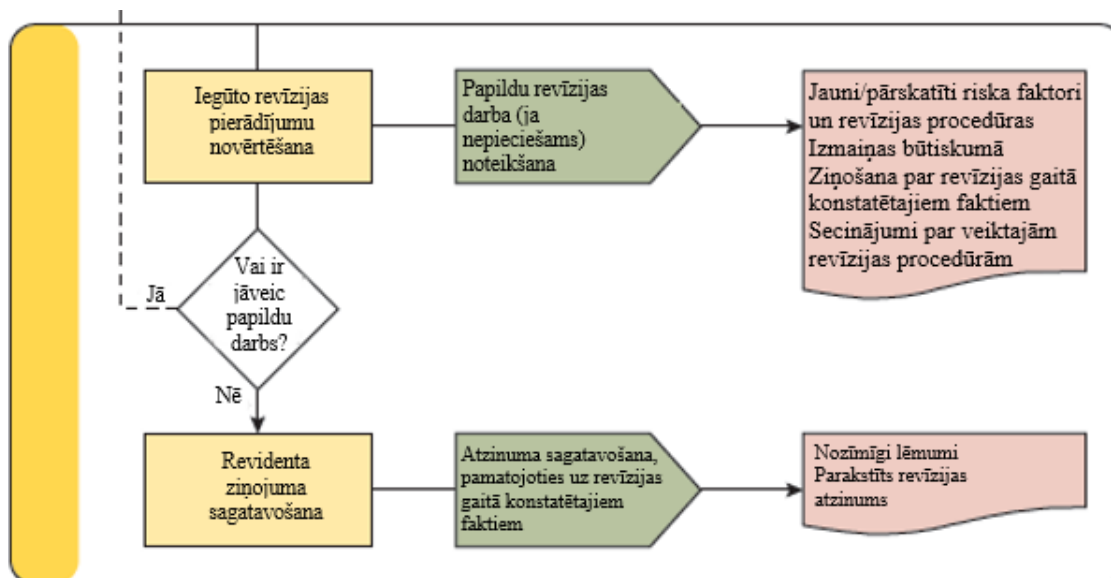 Iegūto revīzijas
pierādījumu
novērtēšana
Papildu revīzijas
darba (ja
nepieciešams)
noteikšana
Jauni/pārskatīti riska faktori
un revīzijas procedūras
Izmaiņas būtiskumā
Ziņošana par revīzijas gaitā
konstatētajiem faktiem
Secinājumi par veiktajām
revīzijas procedūrām
Vai ir
jāveic
papildu
darbs?
Jā
Nē
Revidenta
ziņojuma
sagatavošana
Atzinuma sagatavošana,
pamatojoties uz revīzijas
gaitā konstatētajiem
faktiem
Nozīmīgi lēmumi
Parakstīts revīzijas
atzinums